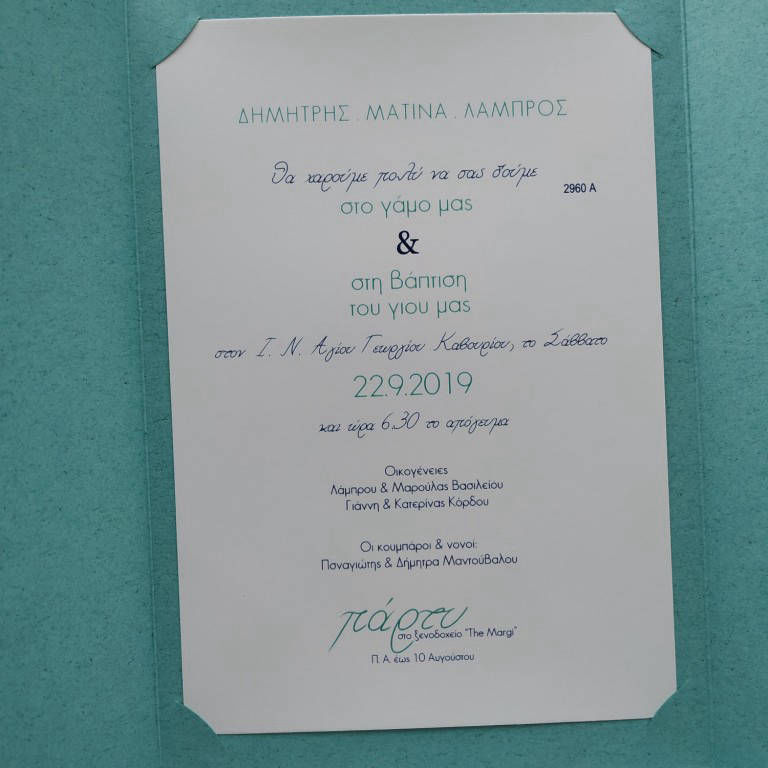 ΔΗΜΗΤΡΗΣ . ΜΑΤΙΝΑ . ΛΑΜΠΡΟΣ
Θα χαρούμε πολύ να σας δούμε
2960 Α
στο γάμο μας
&
στη βάπτιση
του γιου μας
στον Ι. Ν. Αγίου Γεωργίου Καβουρίου, το Σάββατο
22.9.2019
και ώρα 6.30 το απόγευμα
Οικογένειες
Λάμπρου & Μαρούλας Βασιλείου
Γιάννη & Κατερίνας Κόρδου
Οι κουμπάροι & νονοί:
Παναγιώτης & Δήμητρα Μαντούβαλου
πάρτυ
στο ξενοδοχείο "The Margi"
Π. Α. έως 10 Αυγούστου